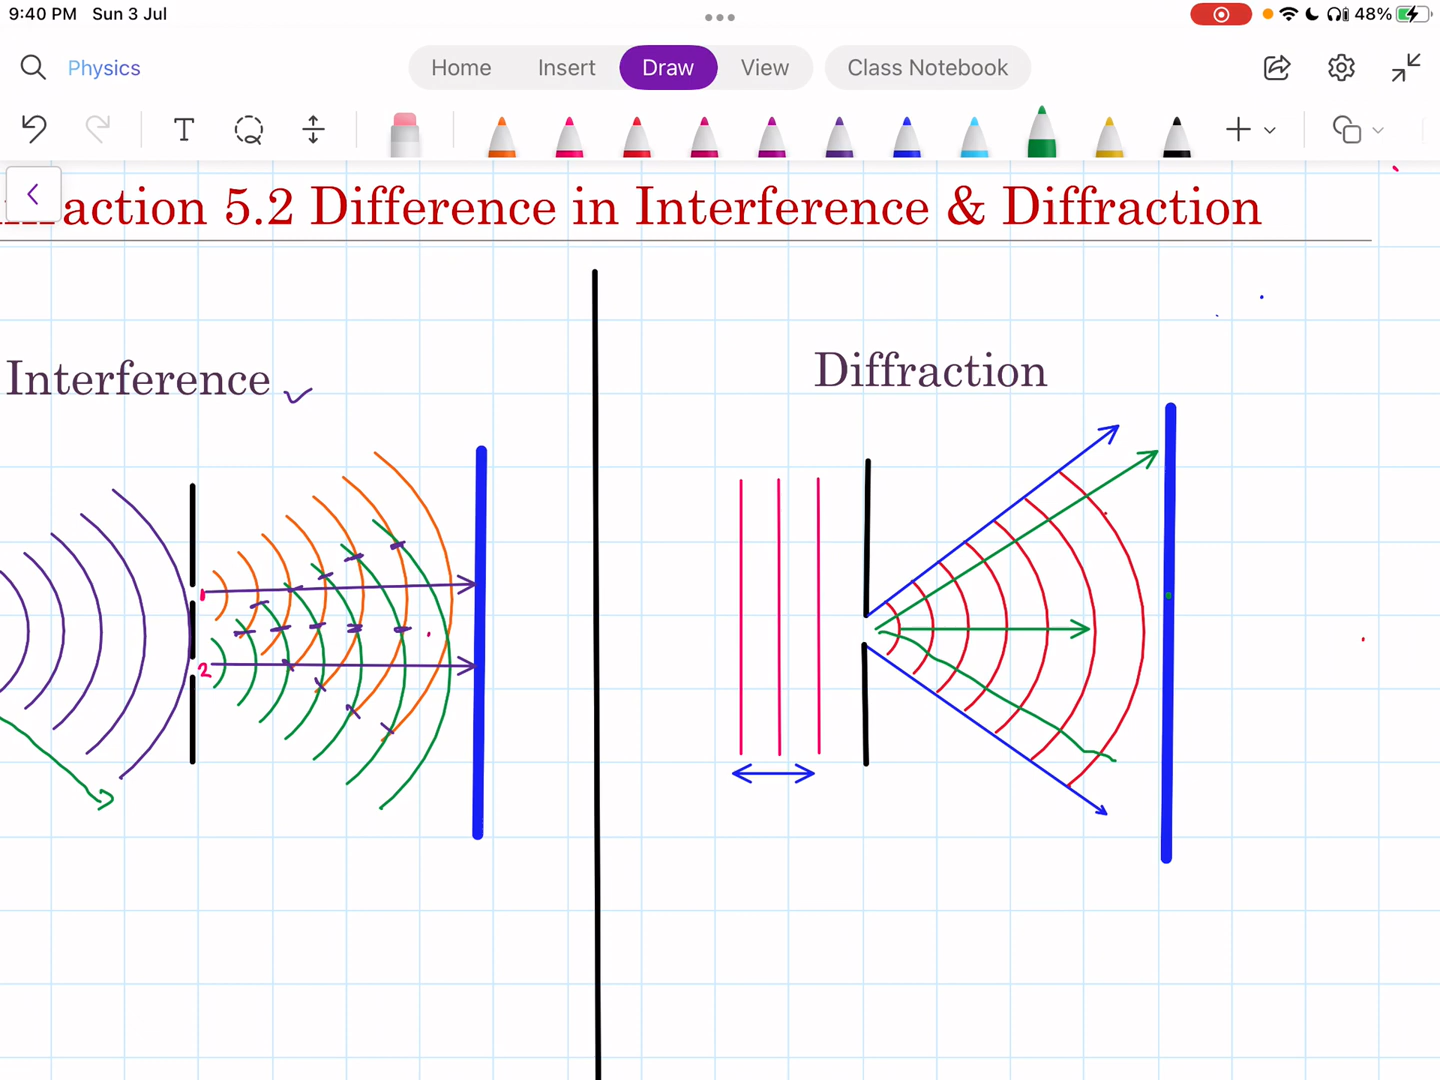 9:40 PM Sun 3 Jul
48%
Physics
Home Insert Draw View Class Notebook
T
action 5.2 Difference in Interference & Diffraction
Interference
Diffraction
1
2